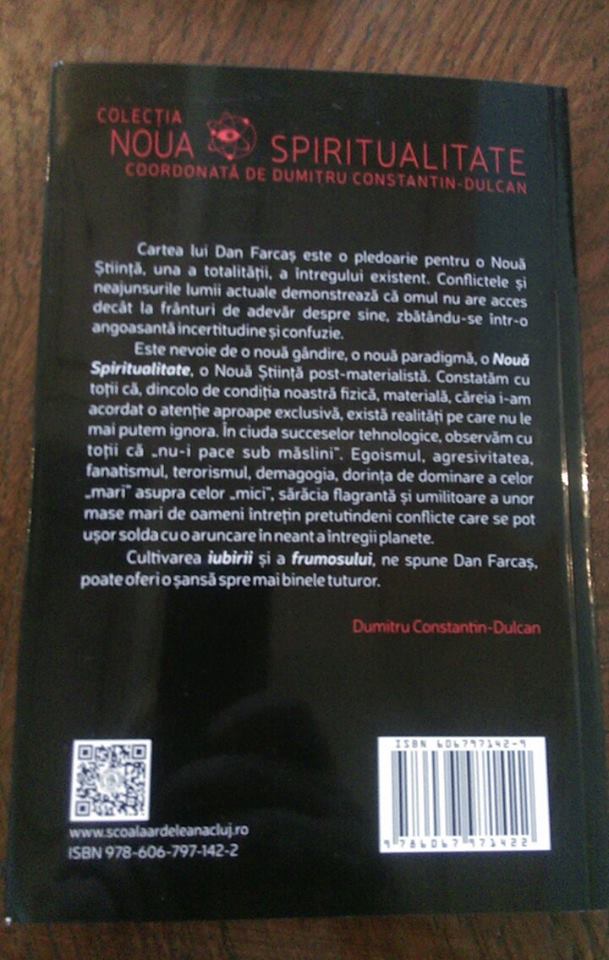 COLECȚIA
NOUA SPIRITUALITATE
COORDONATĂ DE DUMITRU CONSTANTIN-DULCAN
Cartea lui Dan Farcaș este o pledoarie pentru o Nouă
Știință, una a totalității, a întregului existent. Conflictele și
neajunsurile lumii actuale demonstrează că omul nu are acces
decât la frânturi de adevăr despre sine, zbătându-se într-o
angoasantă incertitudine și confuzie.
Este nevoie de o nouă gândire, o nouă paradigmă, o Nouă
Spiritualitate, o Nouă Știință post-materialistă. Constatăm cu
toții că, dincolo de condiția noastră fizică, materială, căreia i-am
acordat o atenție aproape exclusivă, există realități pe care nu le
mai putem ignora. În ciuda succeselor tehnologice, observăm cu
toții că „nu-i pace sub măslini”. Egoismul, agresivitatea,
fanatismul, terorismul, demagogia, dorința de dominare a celor
„mari” asupra celor „mici”, sărăcia flagrantă și umilitoare a unor
mase mari de oameni întrețin pretutindeni conflicte care se pot
ușor solda cu o aruncare în neant a întregii planete.
Cultivarea iubirii și a frumosului, ne spune Dan Farcaș,
poate oferi o șansă spre mai binele tuturor.
Dumitru Constantin-Dulcan
www.scoalaardeleanacluj.ro
ISBN 978-606-797-142-2
ISBN 606797142-9
9 786067 971422